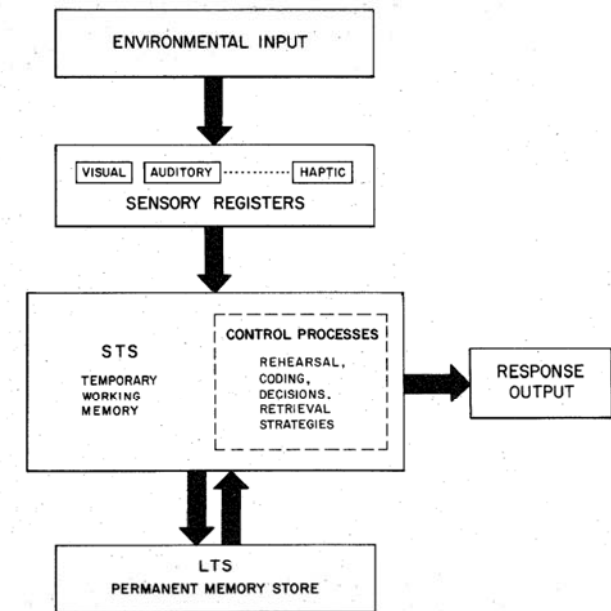 ENVIRONMENTAL INPUT
VISUAL AUDITORY HAPTIC
SENSORY REGISTERS
STS
TEMPORARY
WORKING
MEMORY
CONTROL PROCESSES
REHEARSAL,
CODING,
DECISIONS.
RETRIEVAL
STRATEGIES
RESPONSE
OUTPUT
LTS
PERMANENT MEMORY STORE